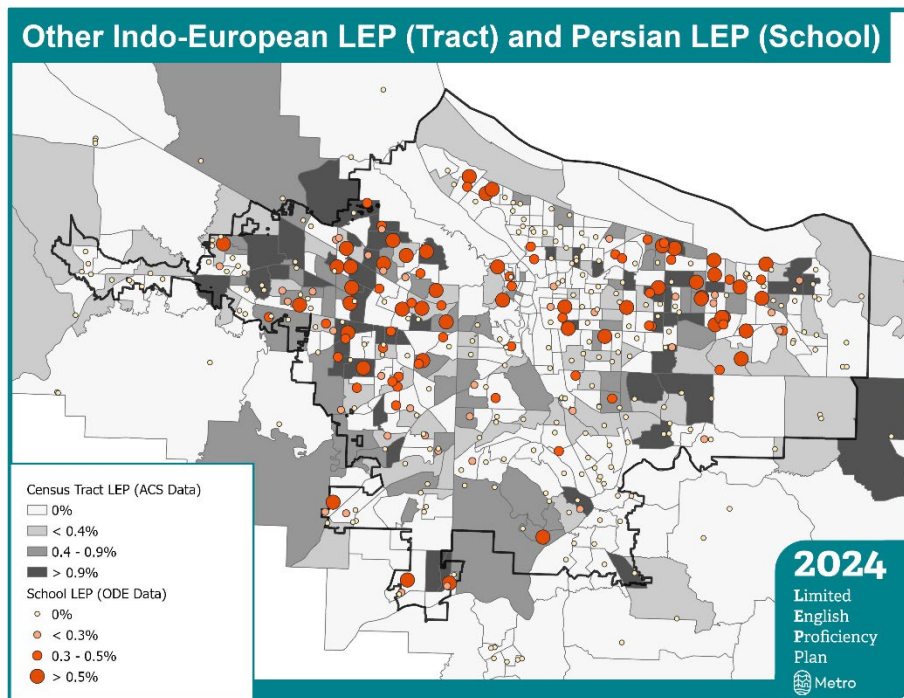 Other Indo-European LEP (Tract) and Persian LEP (School)
Census Tract LEP (ACS Data)
0%
< 0.4%
0.4 - 0.9%
> 0.9%
School LEP (ODE Data)
0%
< 0.3%
0.3 - 0.5%
> 0.5%
2024
Limited
English
Proficiency
Plan
Metro